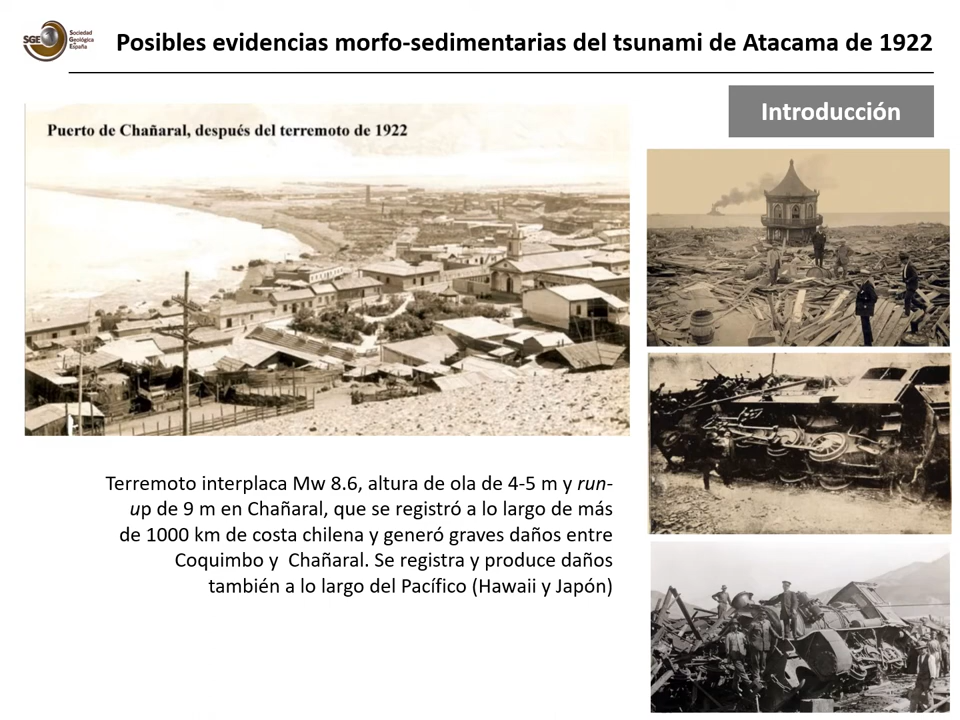 SGE
Sociedad
Geológica
España
Posibles evidencias morfo-sedimentarias del tsunami de Atacama de 1922
Introducción
Puerto de Chañaral, después del terremoto de 1922
Terremoto interplaca Mw 8.6, altura de ola de 4-5 m y run-
up de 9 m en Chañaral, que se registró a lo largo de más
de 1000 km de costa chilena y generó graves daños entre
Coquimbo y Chañaral. Se registra y produce daños
también a lo largo del Pacífico (Hawaii y Japón)